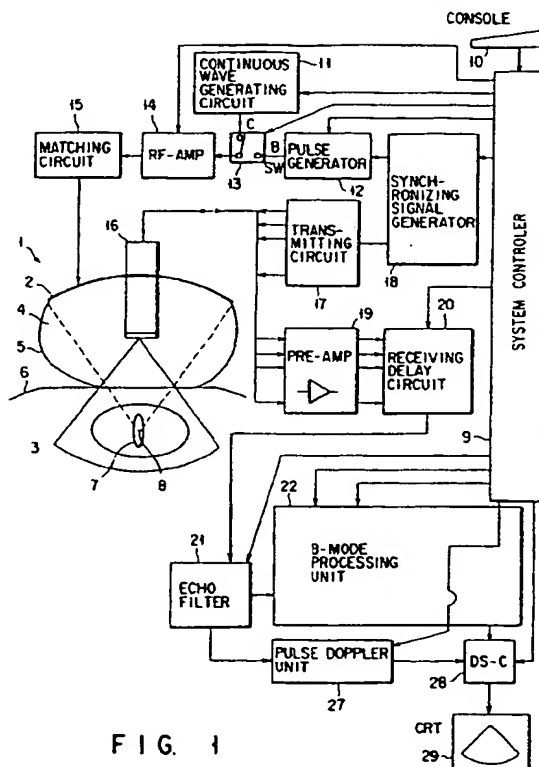 CONSOLE
10
11
CONTINUOUS
WAVE
GENERATING
CIRCUIT
15
14
MATCHING
CIRCUIT
RF-AMP
C
B
SW
13
PULSE
GENERATOR
12
SYNCH-
RONIZING
SIGNAL
GENERATOR
18
16
TRANS-
MITTING
CIRCUIT
17
SYSTEM CONTROLER
1
2
4
5
6
3
7
8
19
PRE-AMP
20
RECEIVING
DELAY
CIRCUIT
9
22
B-MODE
PROCESSING
UNIT
21
ECHO
FILTER
PULSE DOPPLER
UNIT
27
DS-C
28
CRT
29
FIG. 1